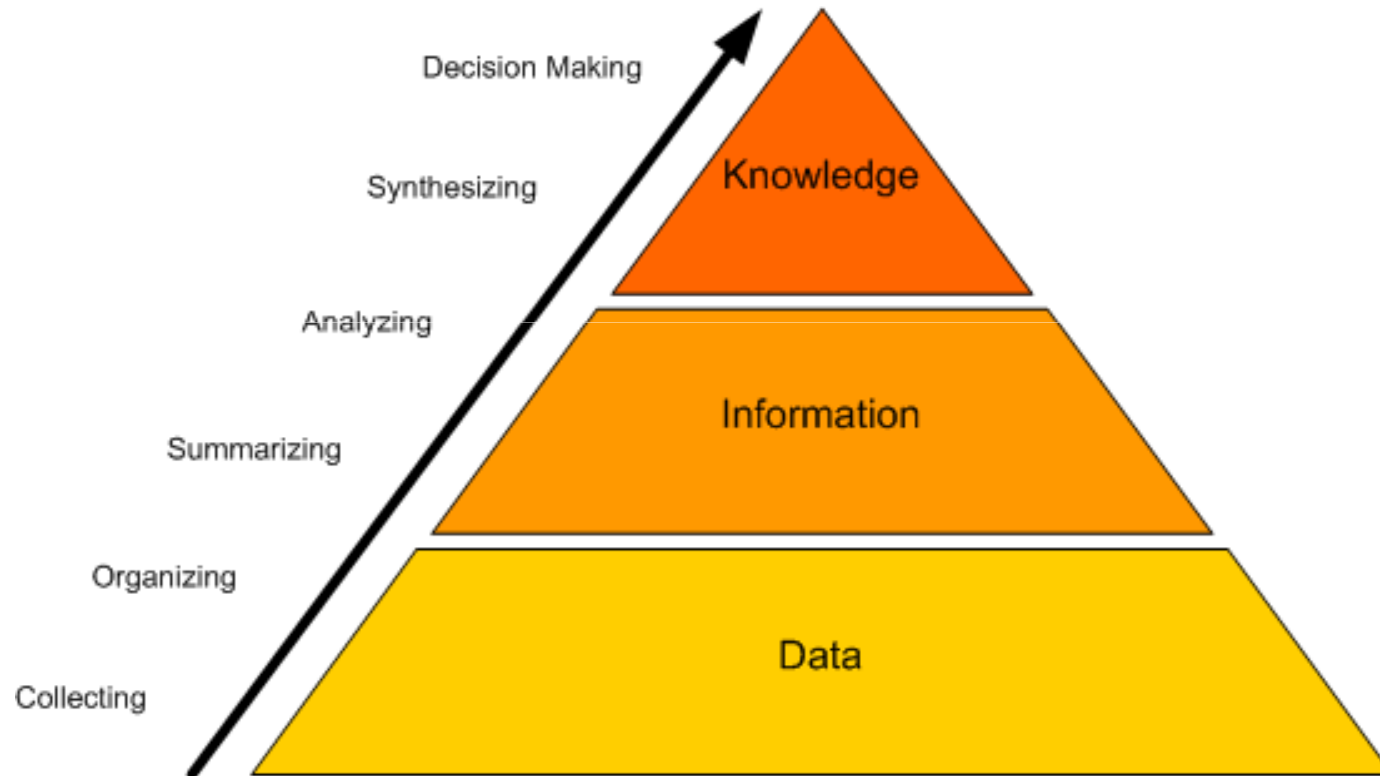 Decision Making
Knowledge
Synthesizing
Analyzing
Information
Summarizing
Organizing
Data
Collecting